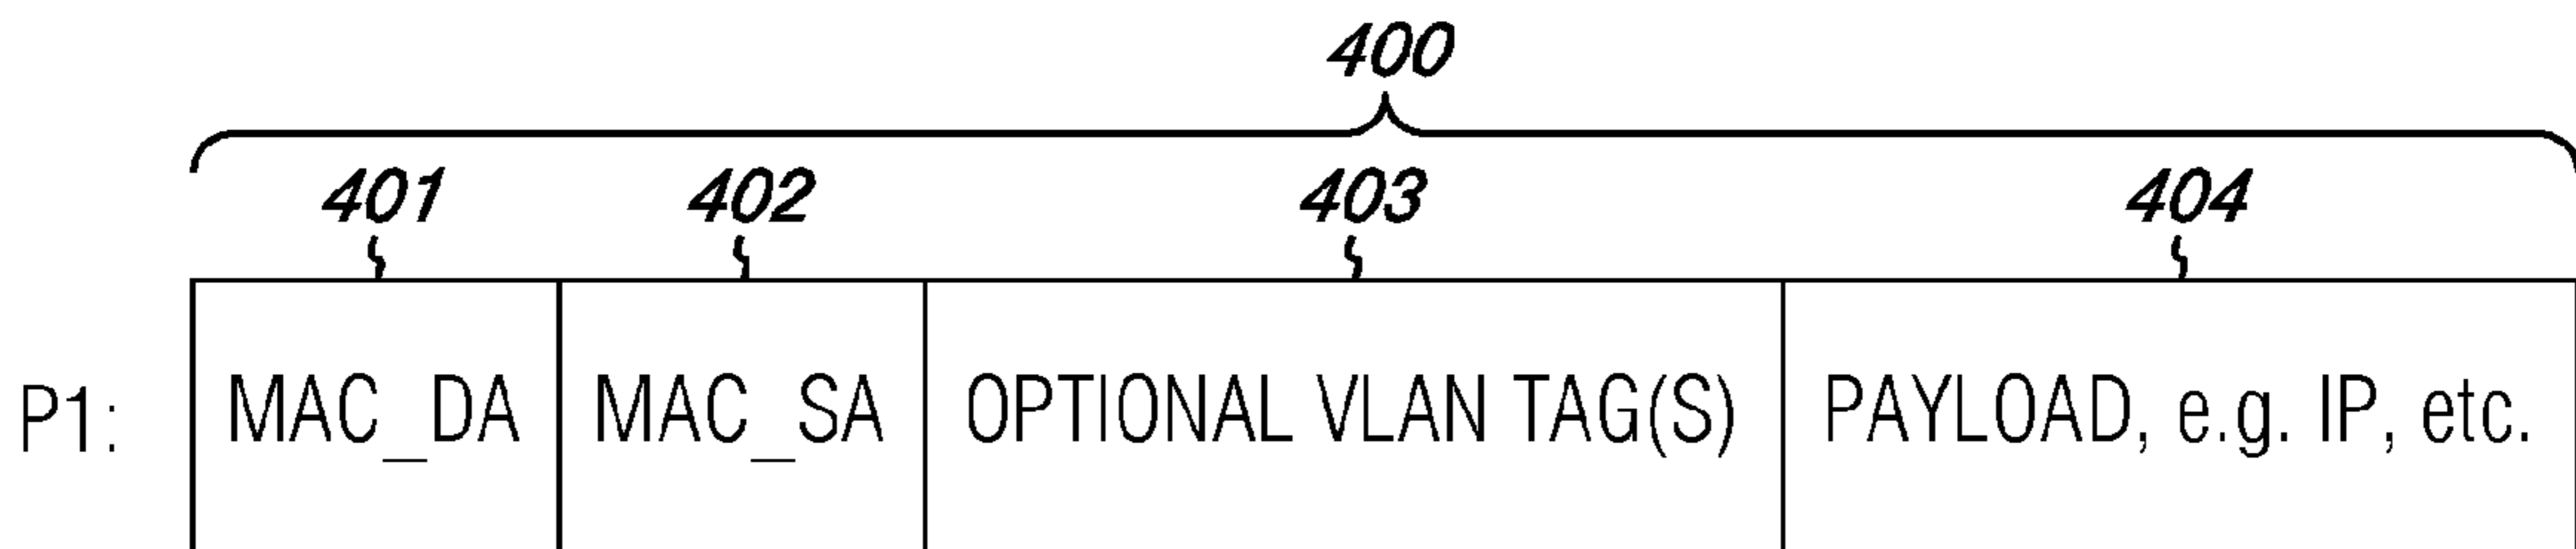 400
401 402 403 404
P1: MAC_DA MAC_SA OPTIONAL VLAN TAG(S) PAYLOAD, e.g. IP, etc.